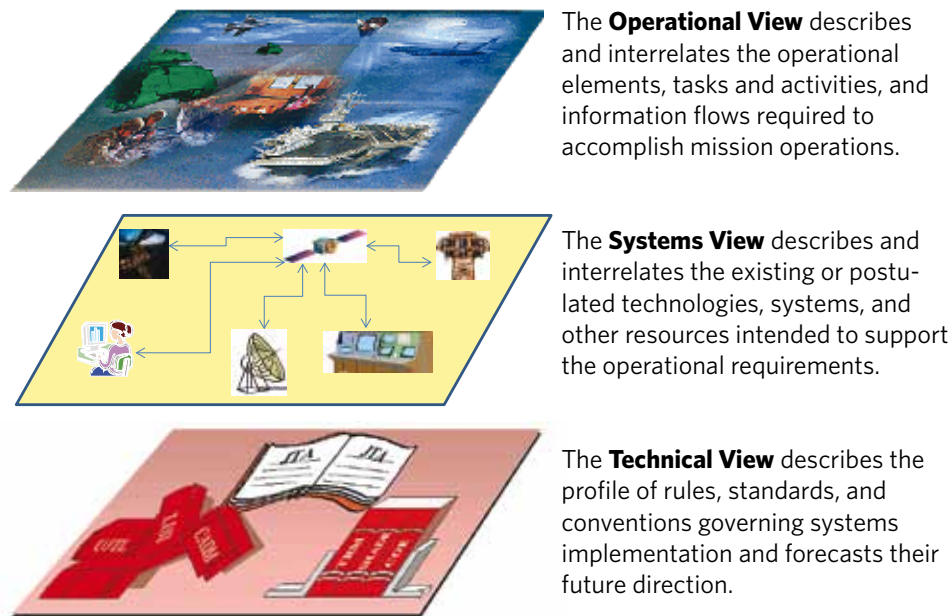 The Operational View describes
and interrelates the operational
elements, tasks and activities, and
information flows required to
accomplish mission operations.
The Systems View describes and
interrelates the existing or postu-
lated technologies, systems, and
other resources intended to support
the operational requirements.
JTA JTA
The Technical View describes the
profile of rules, standards, and
conventions governing systems
implementation and forecasts their
future direction.